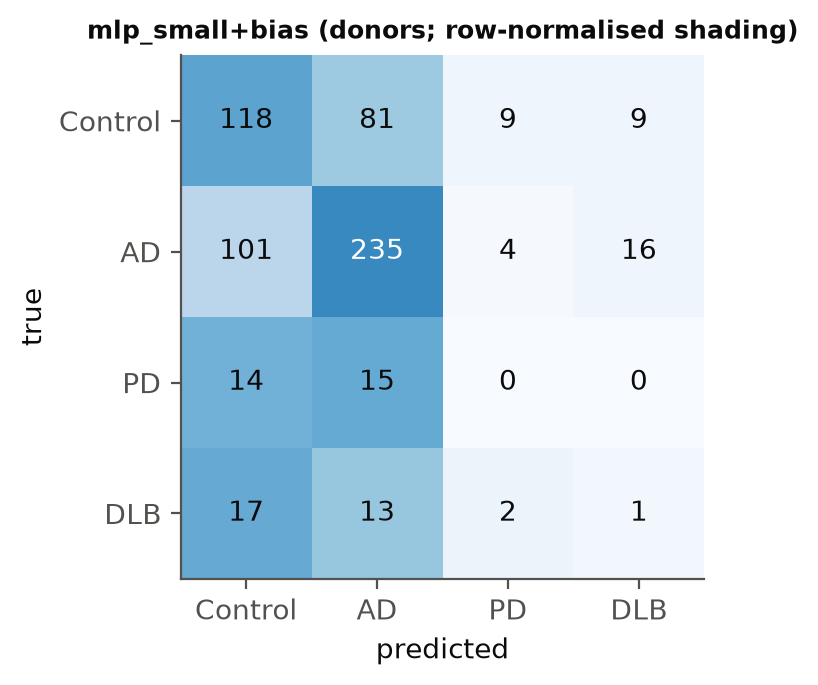 mlp_small+bias (donors; row-normalised shading)
Control 118 81 9 9
AD 101 235 4 16
true
PD 14 15 0 0
DLB 17 13 2 1
Control AD PD DLB
predicted